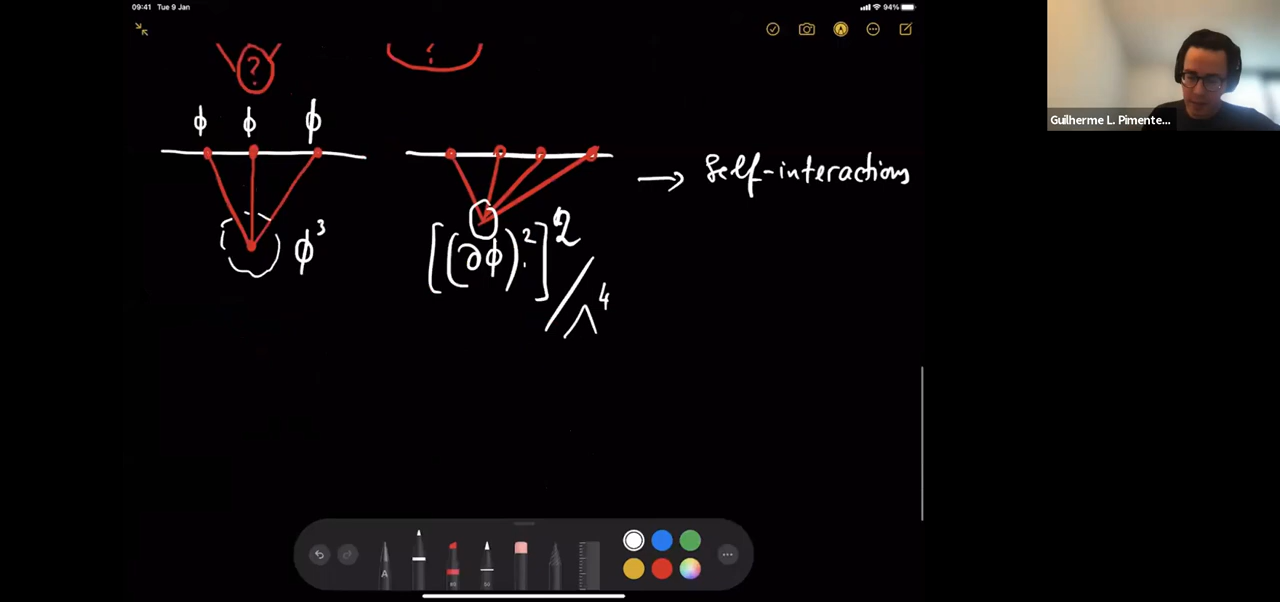 09:41 Tue 9 Jan
94%
Guilherme L. Pimente...
? ?
ϕ ϕ ϕ
→ Self-interactions
ϕ³ [(∂ϕ)²]²/Λ⁴
A